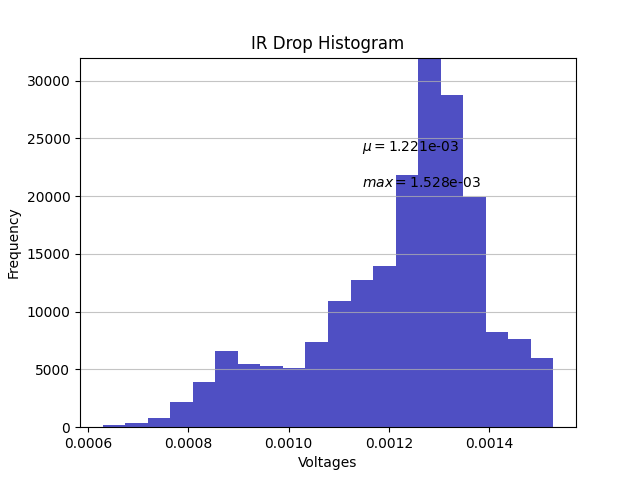 IR Drop Histogram
30000
25000
20000
15000
10000
5000
0
Frequency
μ = 1.221e-03
max = 1.528e-03
0.0006 0.0008 0.0010 0.0012 0.0014
Voltages